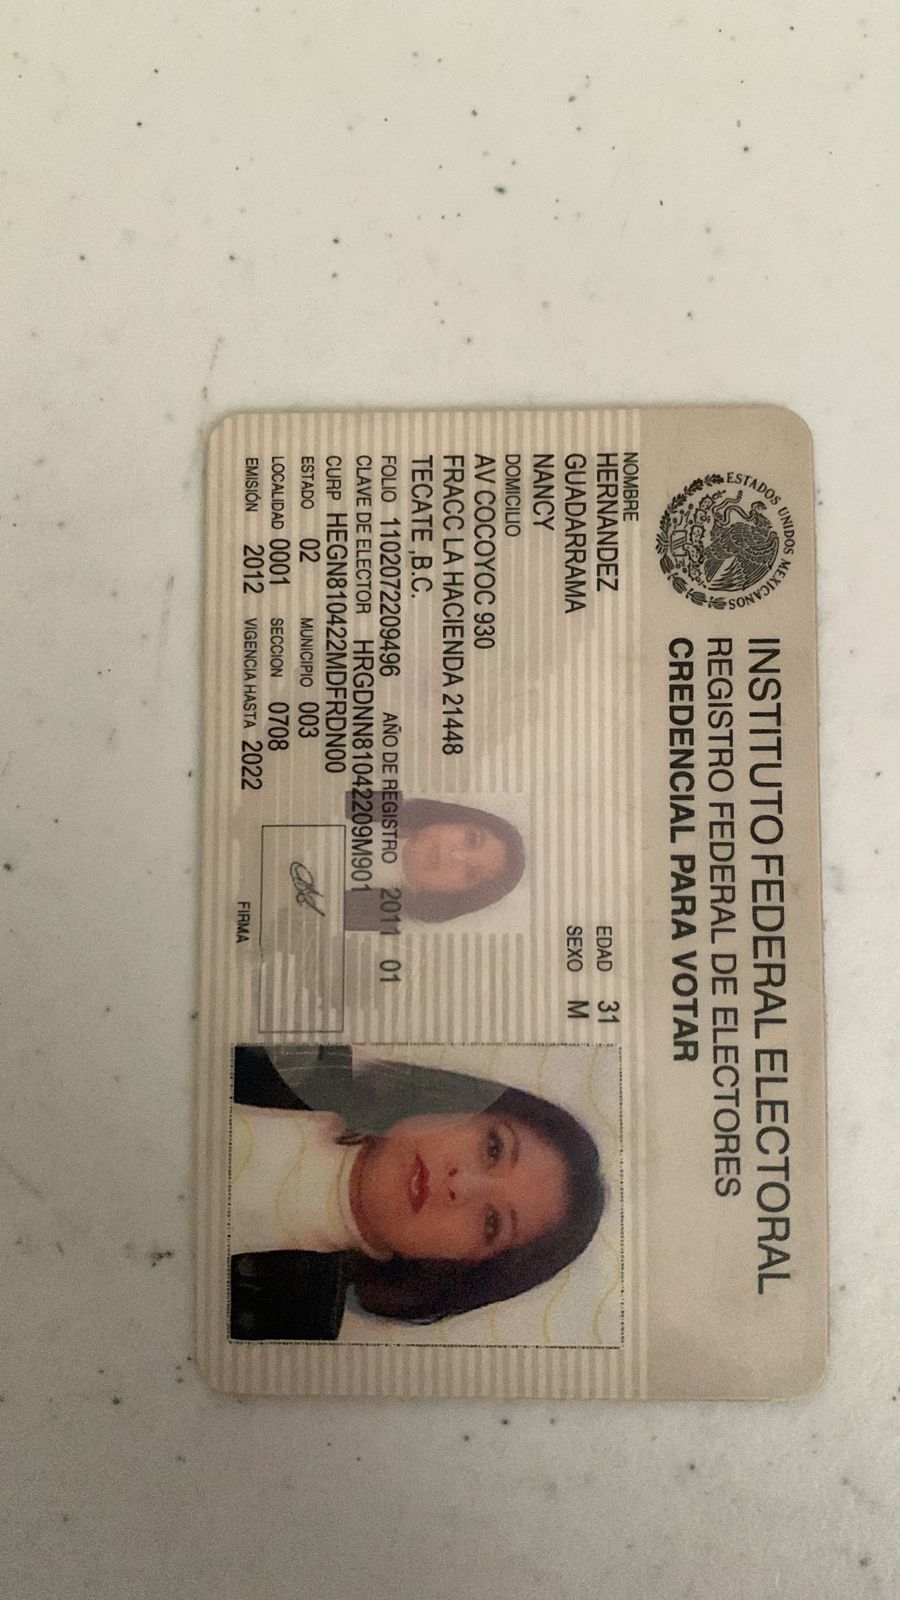 ESTADOS UNIDOS MEXICANOS
INSTITUTO FEDERAL ELECTORAL
REGISTRO FEDERAL DE ELECTORES
CREDENCIAL PARA VOTAR
NOMBRE
HERNANDEZ
GUADARRAMA
NANCY
EDAD 31
SEXO M
DOMICILIO
AV COCOYOC 930
FRACC LA HACIENDA 21448
TECATE ,B.C.
FOLIO 1102072209496 AÑO DE REGISTRO 2011 01
CLAVE DE ELECTOR HRGDNN81042209M901
CURP HEGN810422MDFRDN00
ESTADO 02 MUNICIPIO 003
LOCALIDAD 0001 SECCION 0708
EMISIÓN 2012 VIGENCIA HASTA 2022
FIRMA